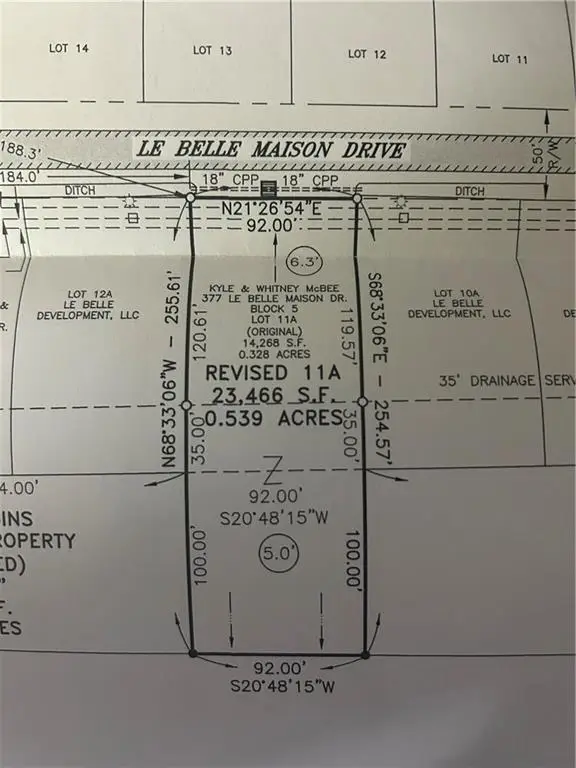 LOT 14
LOT 13
LOT 12
LOT 11
50' R/W
LE BELLE MAISON DRIVE
188.3'
184.0'
18" CPP
18" CPP
DITCH
DITCH
N21°26'54"E
92.00'
6.3'
KYLE & WHITNEY McBEE
377 LE BELLE MAISON DR.
BLOCK 5
LOT 11A
(ORIGINAL)
14,268 S.F.
0.328 ACRES
REVISED 11A
23,466 S.F.
0.539 ACRES
LOT 12A
LE BELLE
DEVELOPMENT, LLC
LOT 10A
LE BELLE
DEVELOPMENT, LLC
DE
&
R.
N68°33'06"W - 255.61'
120.61'
119.57'
S68°33'06"E - 254.57'
35' DRAINAGE SERV
35.00'
35.00'
Z
92.00'
S20°48'15"W
5.0'
100.00'
100.00'
4.00'
INS
ROPERTY
ED)
"
F.
ES
92.00'
S20°48'15"W